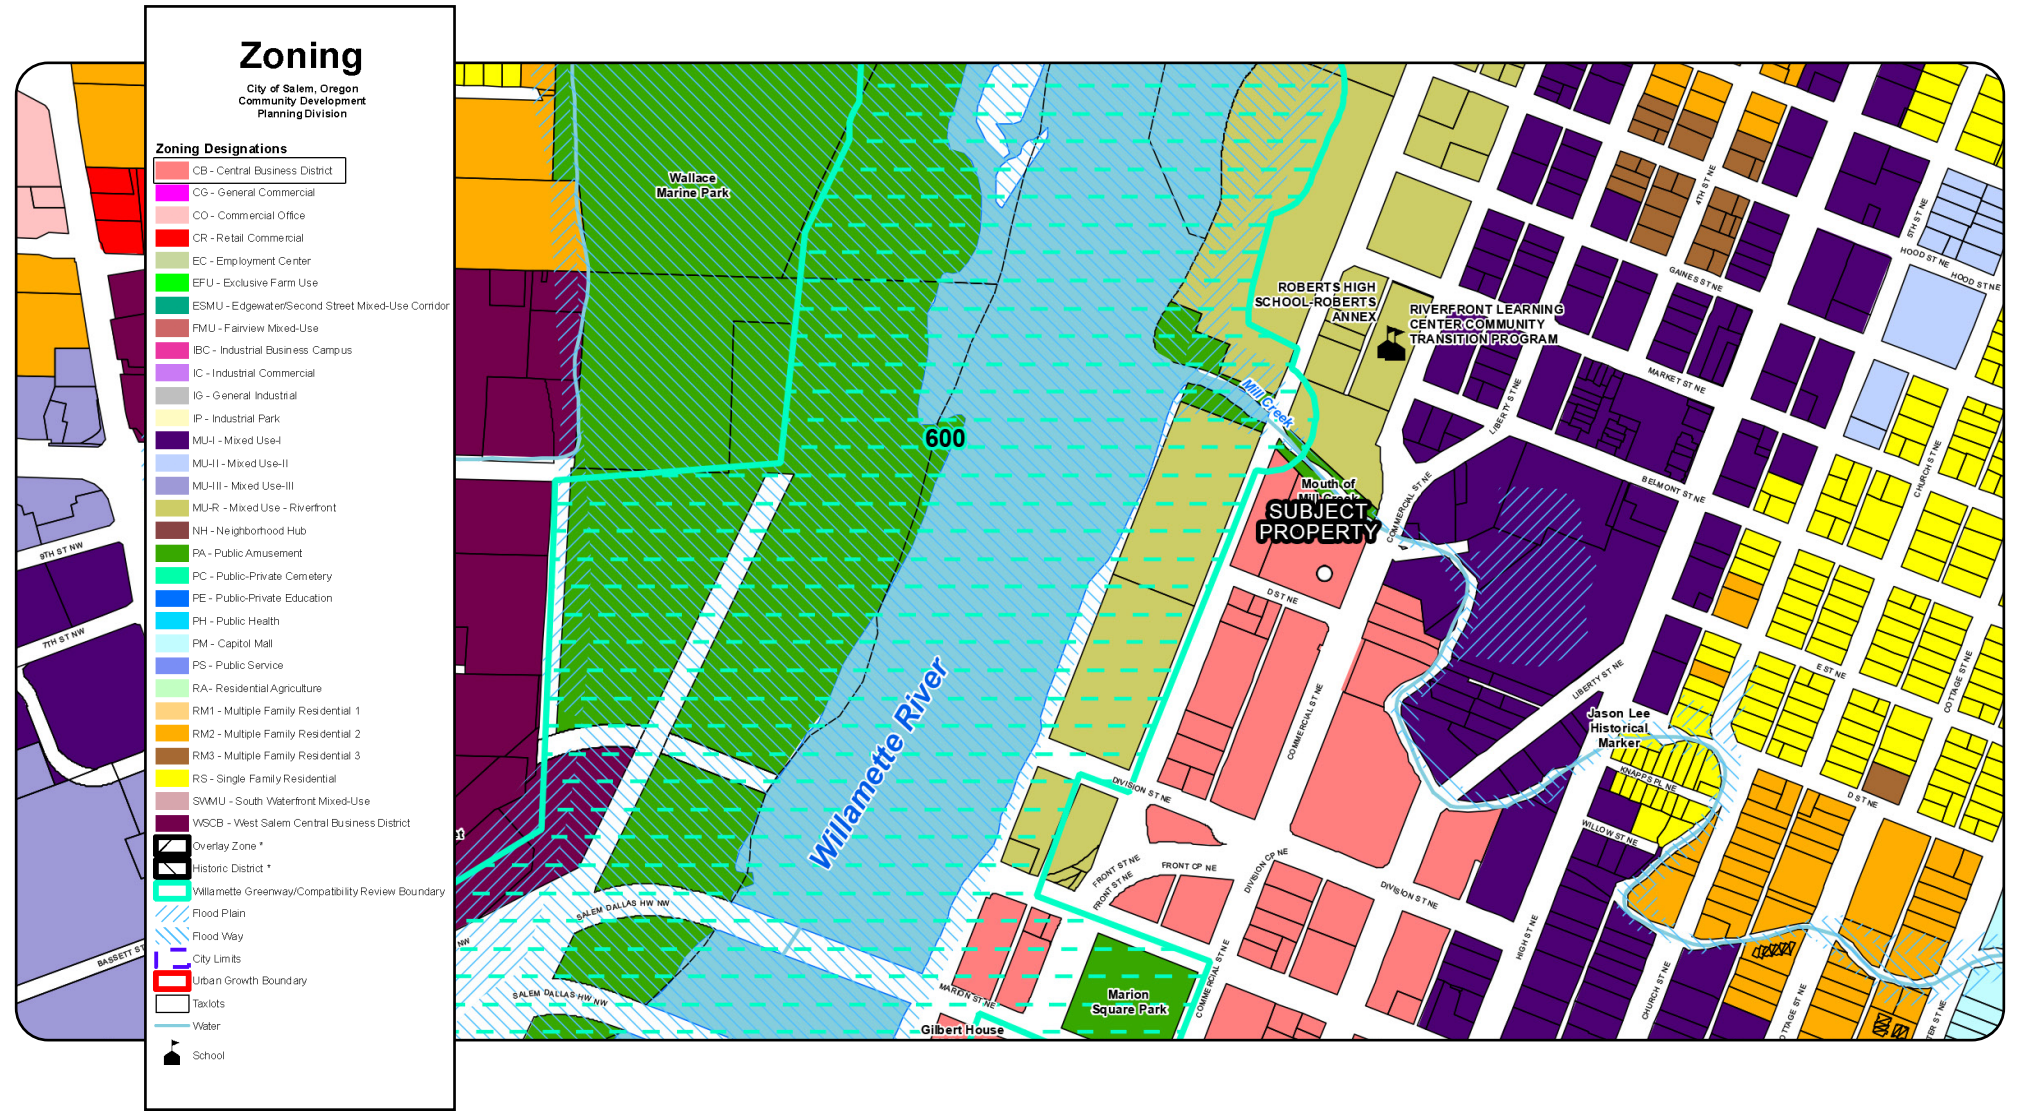 Zoning
City of Salem, Oregon
Community Development
Planning Division
Zoning Designations
CB - Central Business District
CG - General Commercial
CO - Commercial Office
CR - Retail Commercial
EC - Employment Center
EFU - Exclusive Farm Use
ESMU - Edgewater/Second Street Mixed-Use Corridor
FMU - Fairview Mixed-Use
IBC - Industrial Business Campus
IC - Industrial Commercial
IG - General Industrial
IP - Industrial Park
MU-I - Mixed Use-I
MU-II - Mixed Use-II
MU-III - Mixed Use-III
MU-R - Mixed Use - Riverfront
NH - Neighborhood Hub
PA - Public Amusement
PC - Public-Private Cemetery
PE - Public-Private Education
PH - Public Health
PM - Capitol Mall
PS - Public Service
RA - Residential Agriculture
RM1 - Multiple Family Residential 1
RM2 - Multiple Family Residential 2
RM3 - Multiple Family Residential 3
RS - Single Family Residential
SWMU - South Waterfront Mixed-Use
WSCB - West Salem Central Business District
Overlay Zone *
Historic District *
Willamette Greenway/Compatibility Review Boundary
Flood Plain
Flood Way
City Limits
Urban Growth Boundary
Taxlots
Water
School
9TH ST NW
7TH ST NW
BASSETT ST
NW
Wallace
Marine Park
600
Willamette River
SALEM DALLAS HW NW
SALEM DALLAS HW NW
ROBERTS HIGH
SCHOOL-ROBERTS
ANNEX
RIVERFRONT LEARNING
CENTER COMMUNITY
TRANSITION PROGRAM
Mill Creek
Mouth of
Mill Creek
SUBJECT
PROPERTY
4TH ST NE
5TH ST NE
HOOD ST NE
HOOD ST NE
GAINES ST NE
MARKET ST NE
LIBERTY ST NE
BELMONT ST NE
CHURCH ST NE
COMMERCIAL ST NE
D ST NE
COMMERCIAL ST NE
LIBERTY ST NE
E ST NE
COTTAGE ST NE
Jason Lee
Historical
Marker
KNAPPS PL NE
WILLOW ST NE
D ST NE
DIVISION ST NE
FRONT ST NE
FRONT ST NE
FRONT CP NE
DIVISION CP NE
DIVISION ST NE
HIGH ST NE
COMMERCIAL ST NE
CHURCH ST NE
OTTAGE ST NE
TER ST NE
MARION ST NE
Marion
Square Park
Gilbert House